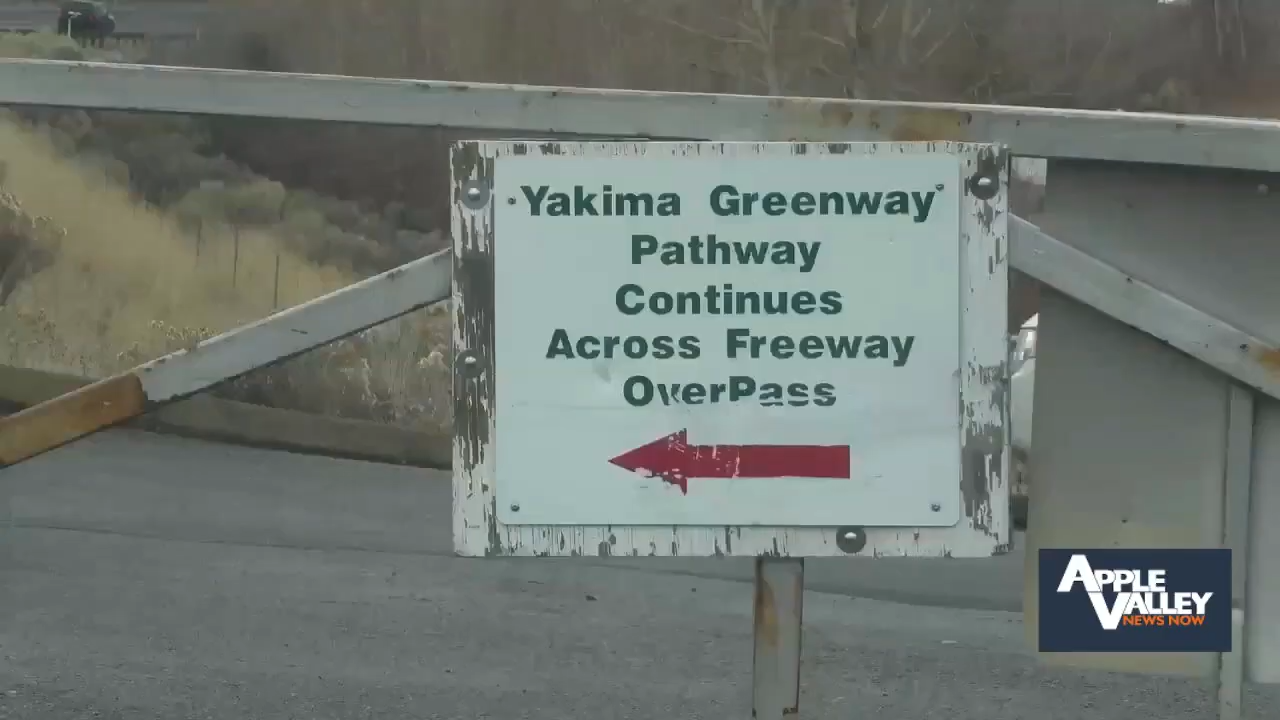 Yakima Greenway
Pathway
Continues
Across Freeway
OverPass
APPLE
VALLEY
NEWS NOW